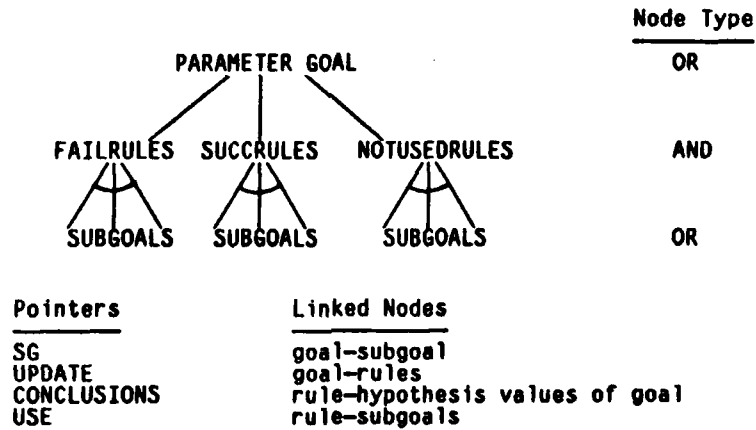 Node Type
PARAMETER GOAL OR
FAILRULES SUCCRULES NOTUSEDRULES AND
SUBGOALS SUBGOALS SUBGOALS OR
Pointers Linked Nodes
SG goal-subgoal
UPDATE goal-rules
CONCLUSIONS rule-hypothesis values of goal
USE rule-subgoals